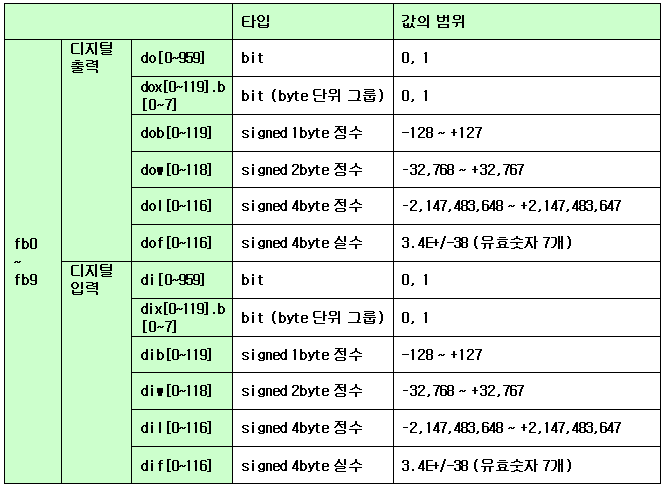 타입 값의 범위
fb0
~
fb9
디지털
출력
do[0~959] bit 0, 1
dox[0~119].b
[0~7]
bit (byte 단위 그룹) 0, 1
dob[0~119] signed 1byte 정수 -128 ~ +127
dow[0~118] signed 2byte 정수 -32,768 ~ +32,767
dol[0~116] signed 4byte 정수 -2,147,483,648 ~ +2,147,483,647
dof[0~116] signed 4byte 실수 3.4E+/-38 (유효숫자 7개)
디지털
입력
di[0~959] bit 0, 1
dix[0~119].b
[0~7]
bit (byte 단위 그룹) 0, 1
dib[0~119] signed 1byte 정수 -128 ~ +127
diw[0~118] signed 2byte 정수 -32,768 ~ +32,767
dil[0~116] signed 4byte 정수 -2,147,483,648 ~ +2,147,483,647
dif[0~116] signed 4byte 실수 3.4E+/-38 (유효숫자 7개)